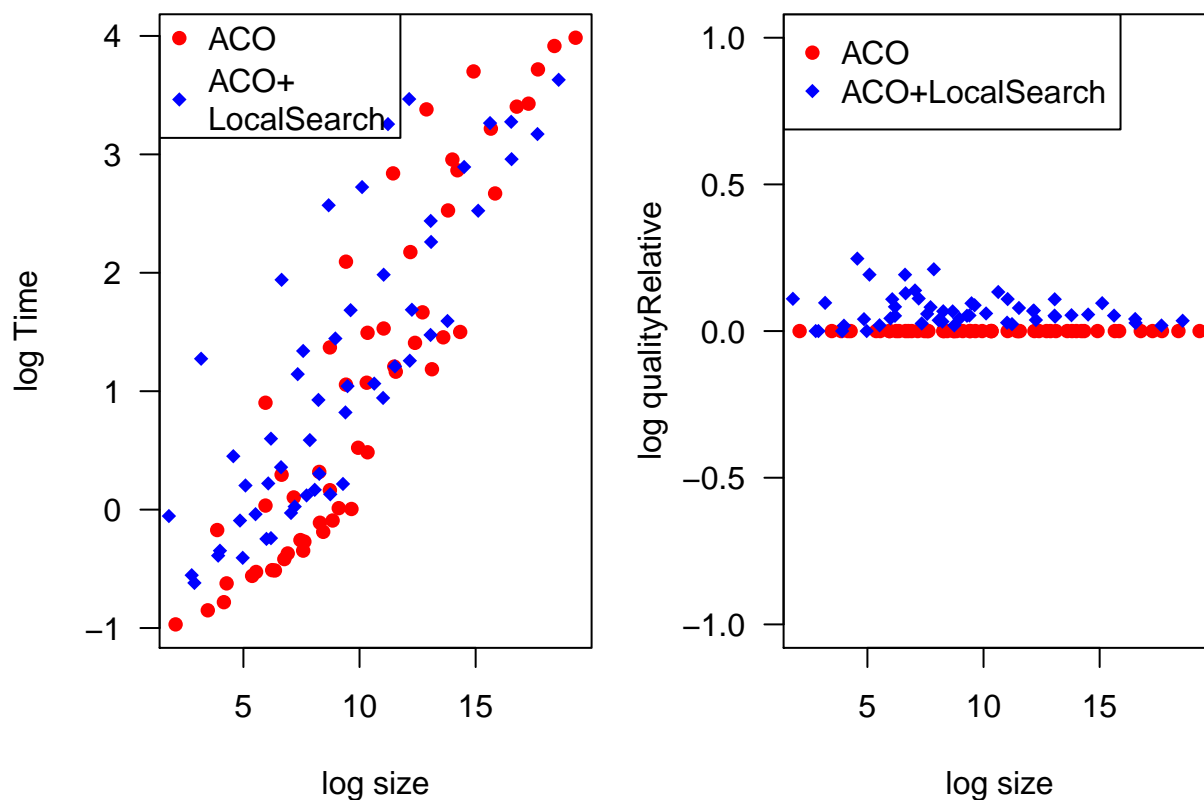 4
3
2
1
0
−1
log Time
5
10
15
log size
ACO
ACO+
LocalSearch
1.0
0.5
0.0
−0.5
−1.0
log qualityRelative
5
10
15
log size
ACO
ACO+LocalSearch